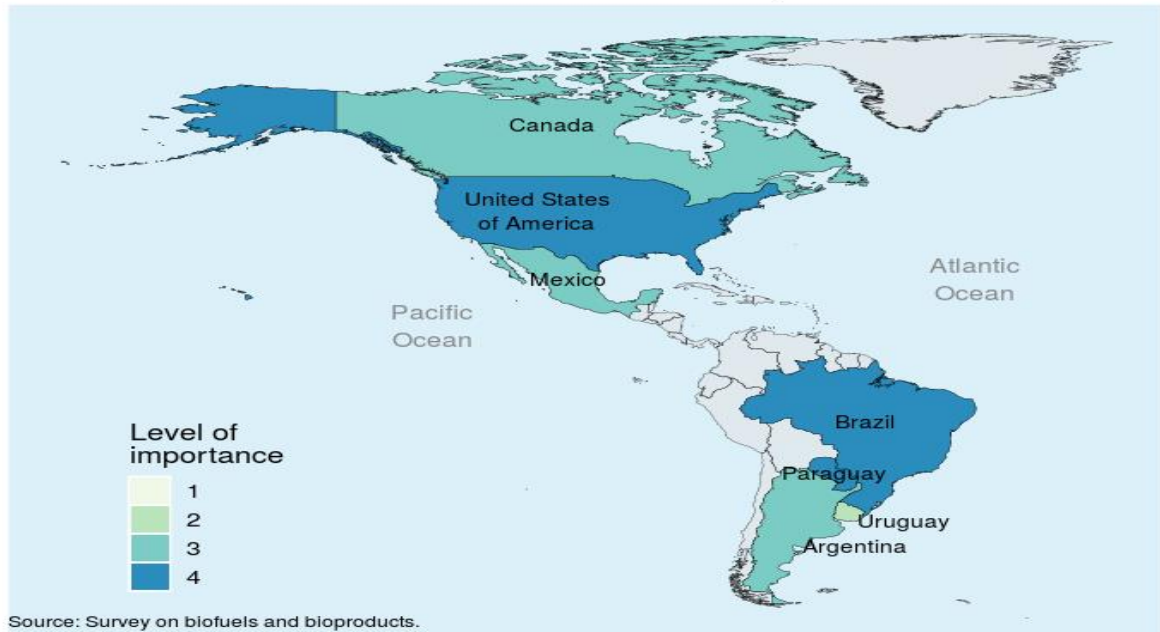 Canada
United States
of America
Mexico
Atlantic
Ocean
Pacific
Ocean
Brazil
Paraguay
Uruguay
Argentina
Level of
importance
1
2
3
4
Source: Survey on biofuels and bioproducts.